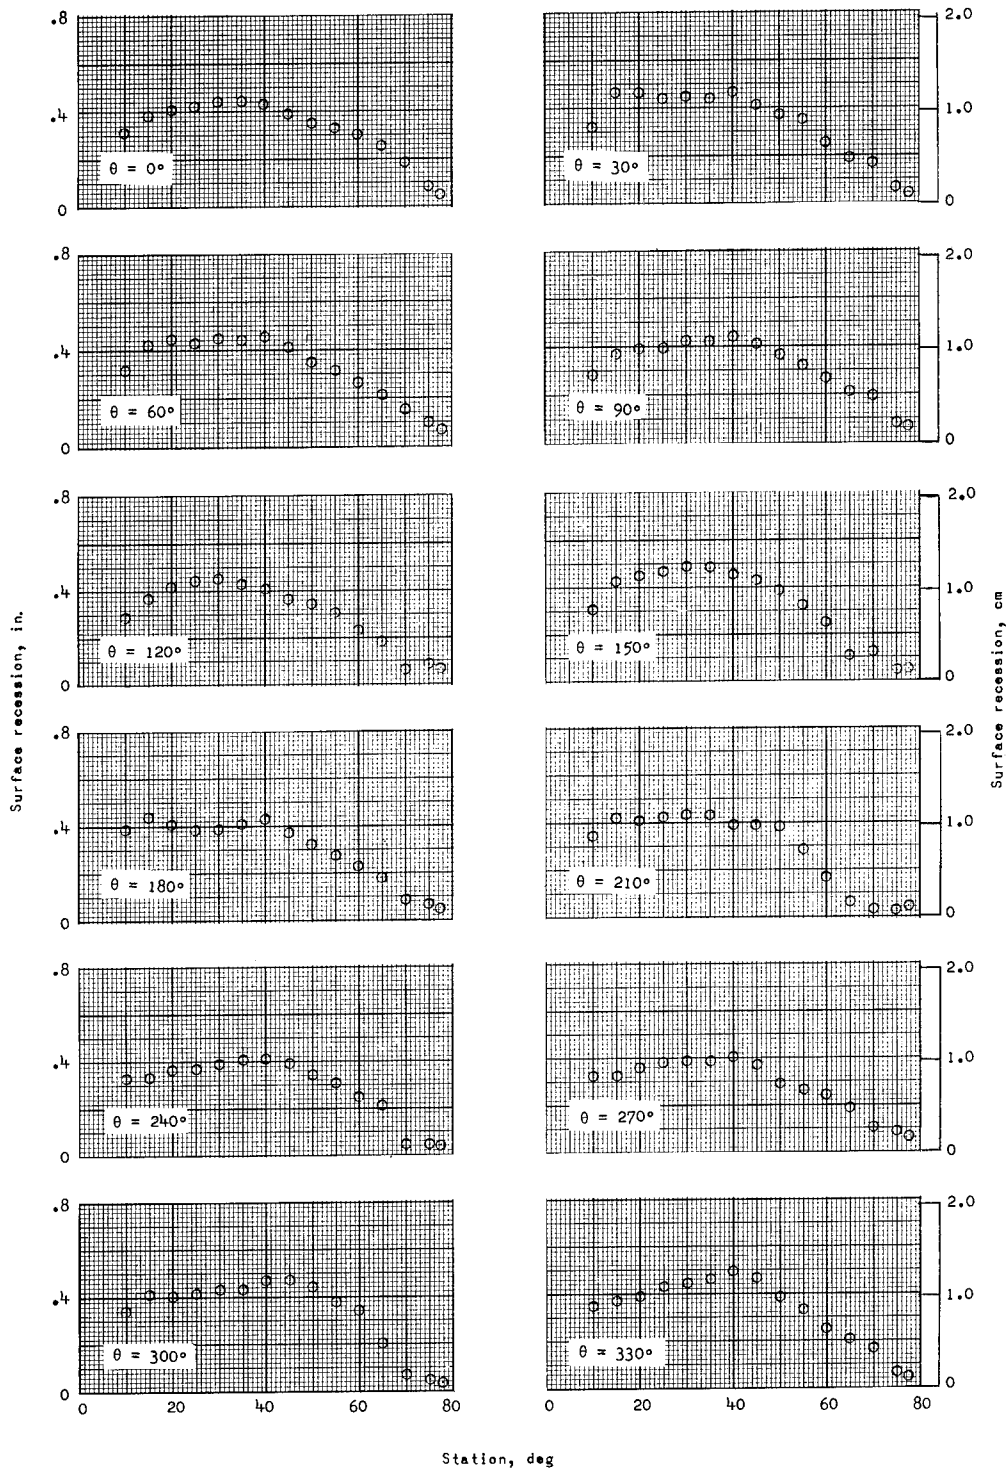 .8
.4
0
θ = 0°
2.0
1.0
0
θ = 30°
.8
.4
0
θ = 60°
2.0
1.0
0
θ = 90°
.8
.4
0
θ = 120°
2.0
1.0
0
θ = 150°
Surface recession, in.
Surface recession, cm
.8
.4
0
θ = 180°
2.0
1.0
0
θ = 210°
.8
.4
0
θ = 240°
2.0
1.0
0
θ = 270°
.8
.4
0
θ = 300°
2.0
1.0
0
θ = 330°
0 20 40 60 80
0 20 40 60 80
Station, deg